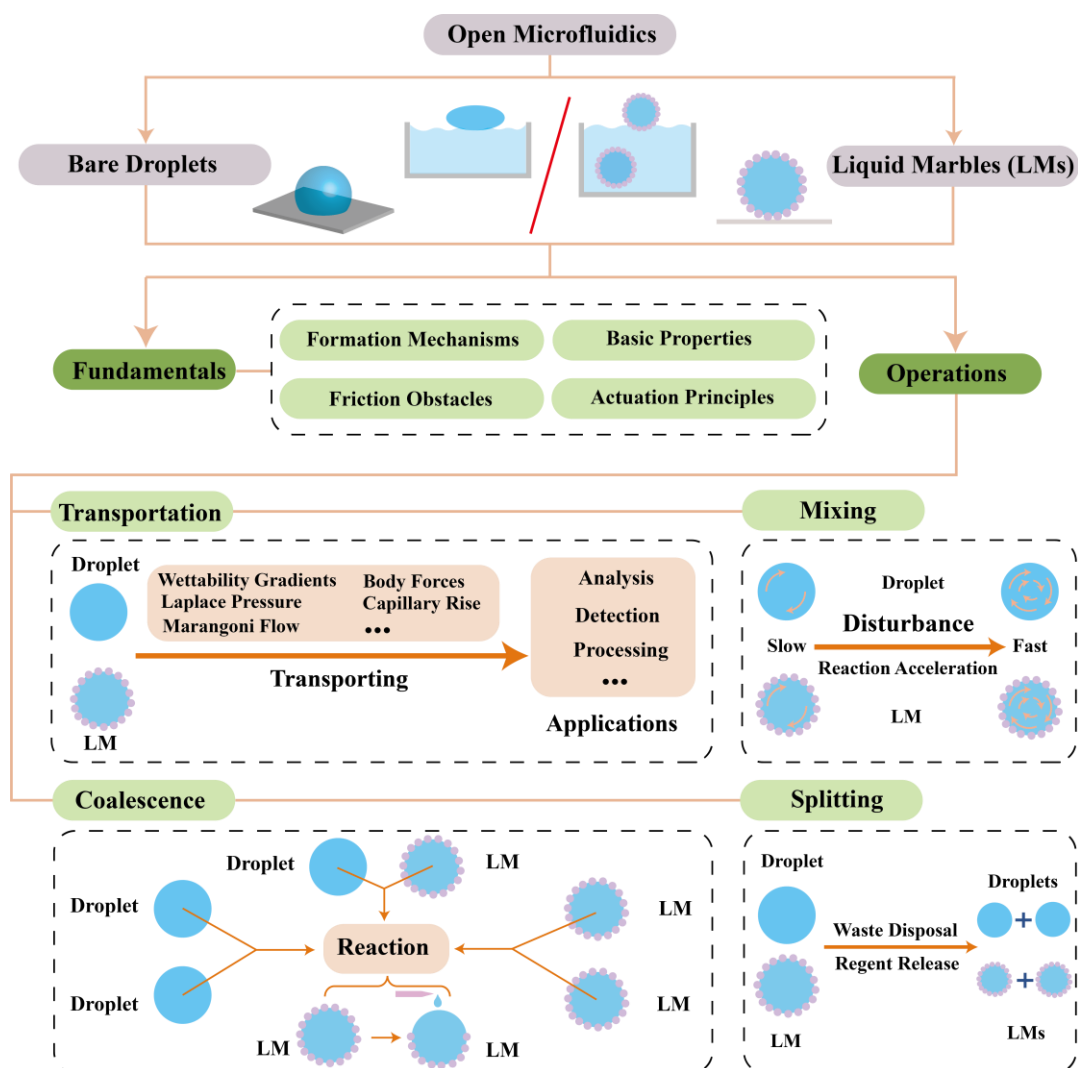 Open Microfluidics
Bare Droplets
Liquid Marbles (LMs)
Formation Mechanisms
Basic Properties
Fundamentals
Operations
Friction Obstacles
Actuation Principles
Transportation
Mixing
Droplet
Wettability Gradients
Body Forces
Laplace Pressure
Capillary Rise
Marangoni Flow
•••
Transporting
LM
Analysis
Detection
Processing
•••
Applications
Droplet
Disturbance
Slow
Fast
Reaction Acceleration
LM
Coalescence
Splitting
Droplet
LM
Droplet
LM
Reaction
Droplet
LM
LM
LM
Droplet
Droplets
+
Waste Disposal
Regent Release
+
LM
LMs